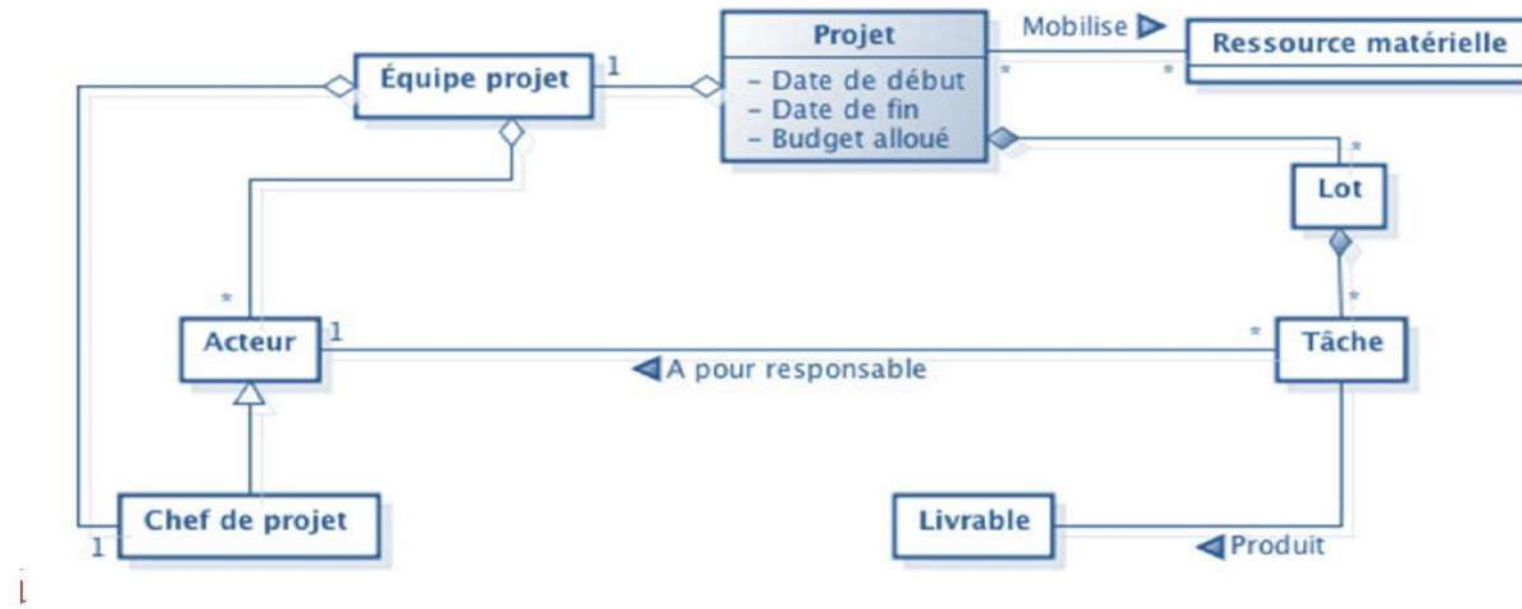 Projet
Mobilise
Ressource matérielle
Équipe projet
1
– Date de début
– Date de fin
– Budget alloué
*
*
*
Lot
*
*
Acteur
1
*
Tâche
A pour responsable
Chef de projet
1
Livrable
Produit